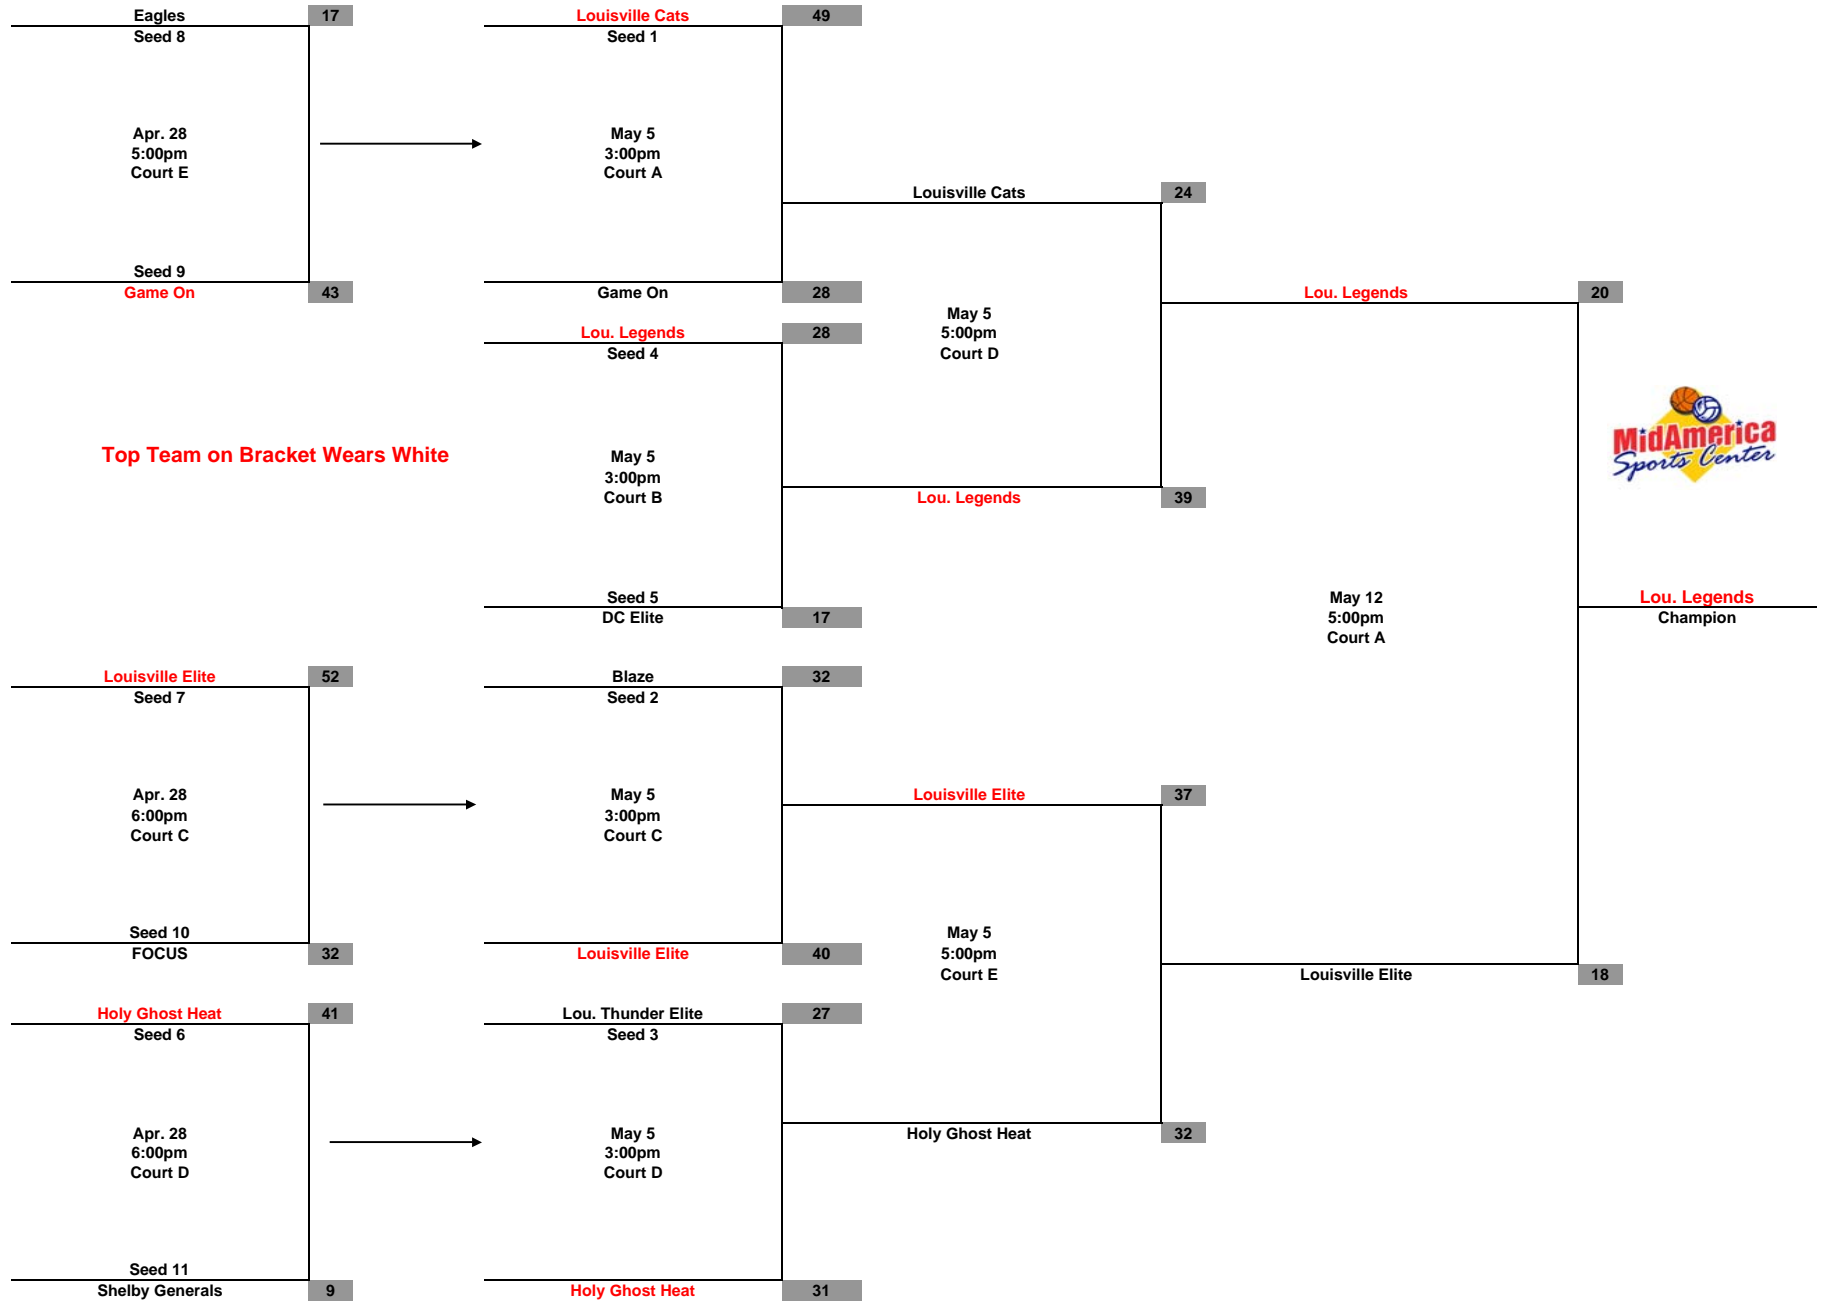 Eagles 17
Seed 8
Apr. 28
5:00pm
Court E
Seed 9
Game On 43
Louisville Cats 49
Seed 1
May 5
3:00pm
Court A
Game On 28
Lou. Legends 28
Seed 4
May 5
3:00pm
Court B
Seed 5
DC Elite 17
Top Team on Bracket Wears White
Louisville Elite 52
Seed 7
Apr. 28
6:00pm
Court C
Seed 10
FOCUS 32
Blaze 32
Seed 2
May 5
3:00pm
Court C
Louisville Elite 40
Holy Ghost Heat 41
Seed 6
Apr. 28
6:00pm
Court D
Seed 11
Shelby Generals 9
Lou. Thunder Elite 27
Seed 3
May 5
3:00pm
Court D
Holy Ghost Heat 31
Louisville Cats 24
May 5
5:00pm
Court D
Lou. Legends 39
Louisville Elite 37
May 5
5:00pm
Court E
Holy Ghost Heat 32
Lou. Legends 20
May 12
5:00pm
Court A
Louisville Elite 18
MidAmerica
Sports Center
Lou. Legends
Champion